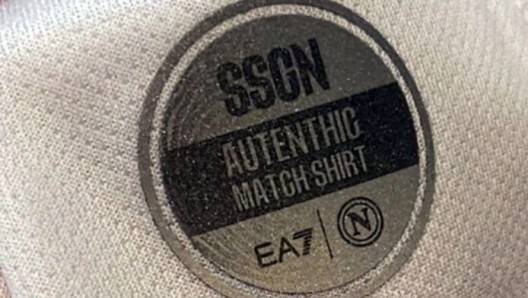 SSCN
AUTENTHIC
MATCH SHIRT
EA7 N